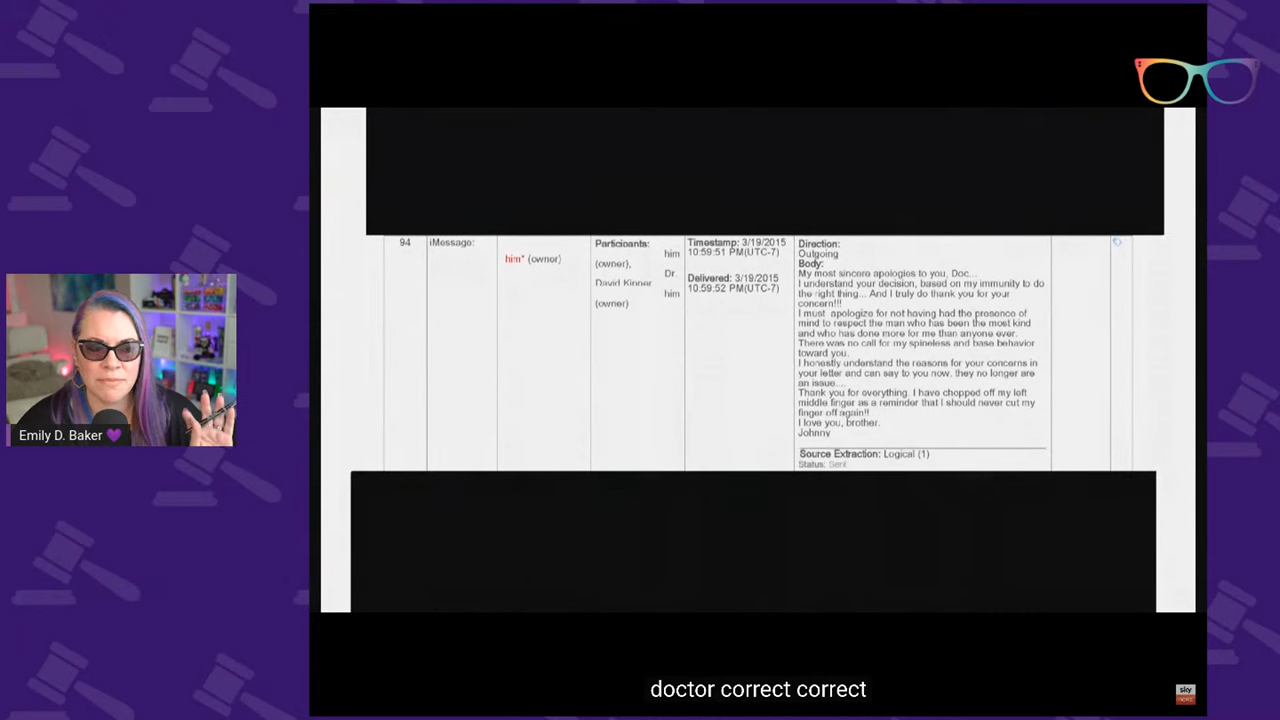 94
iMessage:
him* (owner)
Participants:
him
(owner),
Dr.
David Kipper
him
(owner)
Timestamp: 3/19/2015
10:59:51 PM(UTC-7)
Delivered: 3/19/2015
10:59:52 PM(UTC-7)
Direction:
Outgoing
Body:
My most sincere apologies to you, Doc...
I understand your decision, based on my immunity to do
the right thing... And I truly do thank you for your
concern!!!
I must apologize for not having had the presence of
mind to respect the man who has been the most kind
and who has done more for me than anyone ever.
There was no call for my spineless and base behavior
toward you.
I honestly understand the reasons for your concerns in
your letter and can say to you now, they no longer are
an issue....
Thank you for everything. I have chopped off my left
middle finger as a reminder that I should never cut my
finger off again!!
I love you, brother.
Johnny
Source Extraction: Logical (1)
Status: Sent
Emily D. Baker 💜
doctor correct correct
sky